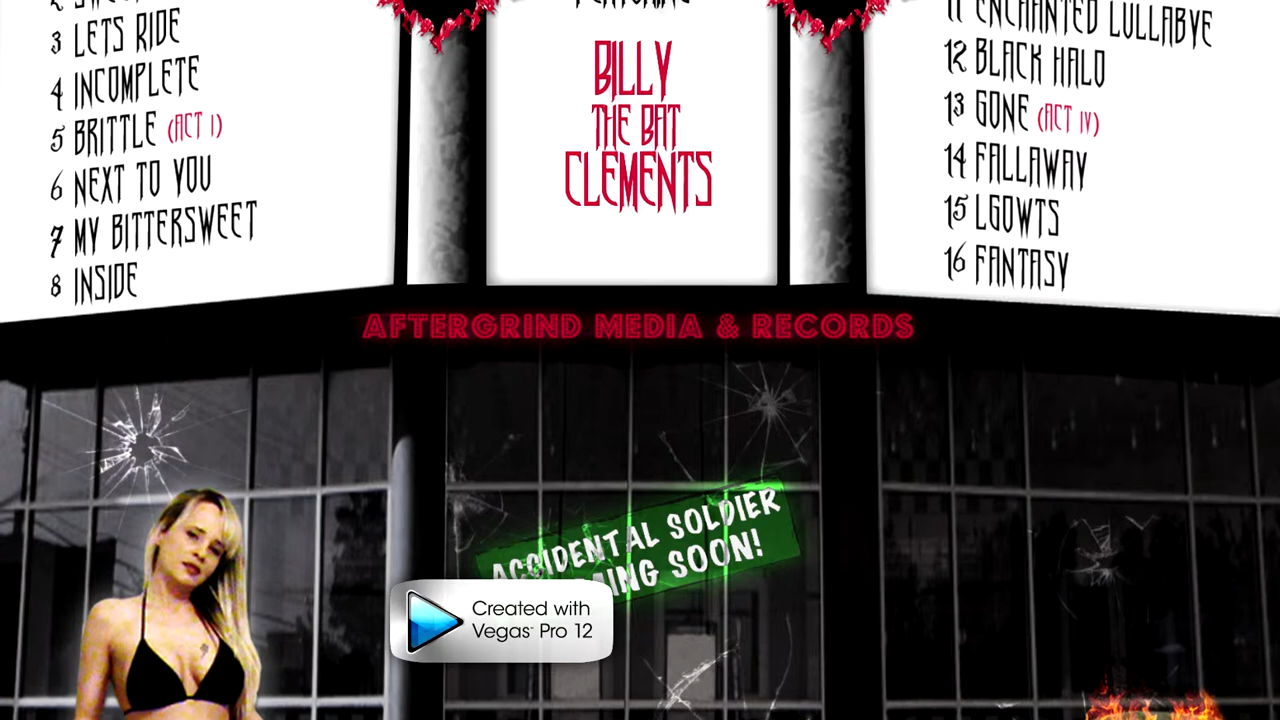 3 LETS RIDE
4 INCOMPLETE
5 BRITTLE (ACT I)
6 NEXT TO YOU
7 MY BITTERSWEET
8 INSIDE
BILLY
THE BAT
CLEMENTS
11 ENCHANTED LULLABYE
12 BLACK HALO
13 GONE (ACT IV)
14 FALLAWAY
15 LGOWTS
16 FANTASY
AFTERGRIND MEDIA & RECORDS
ACCIDENTAL SOLDIER
SOON!
Created with
Vegas™ Pro 12